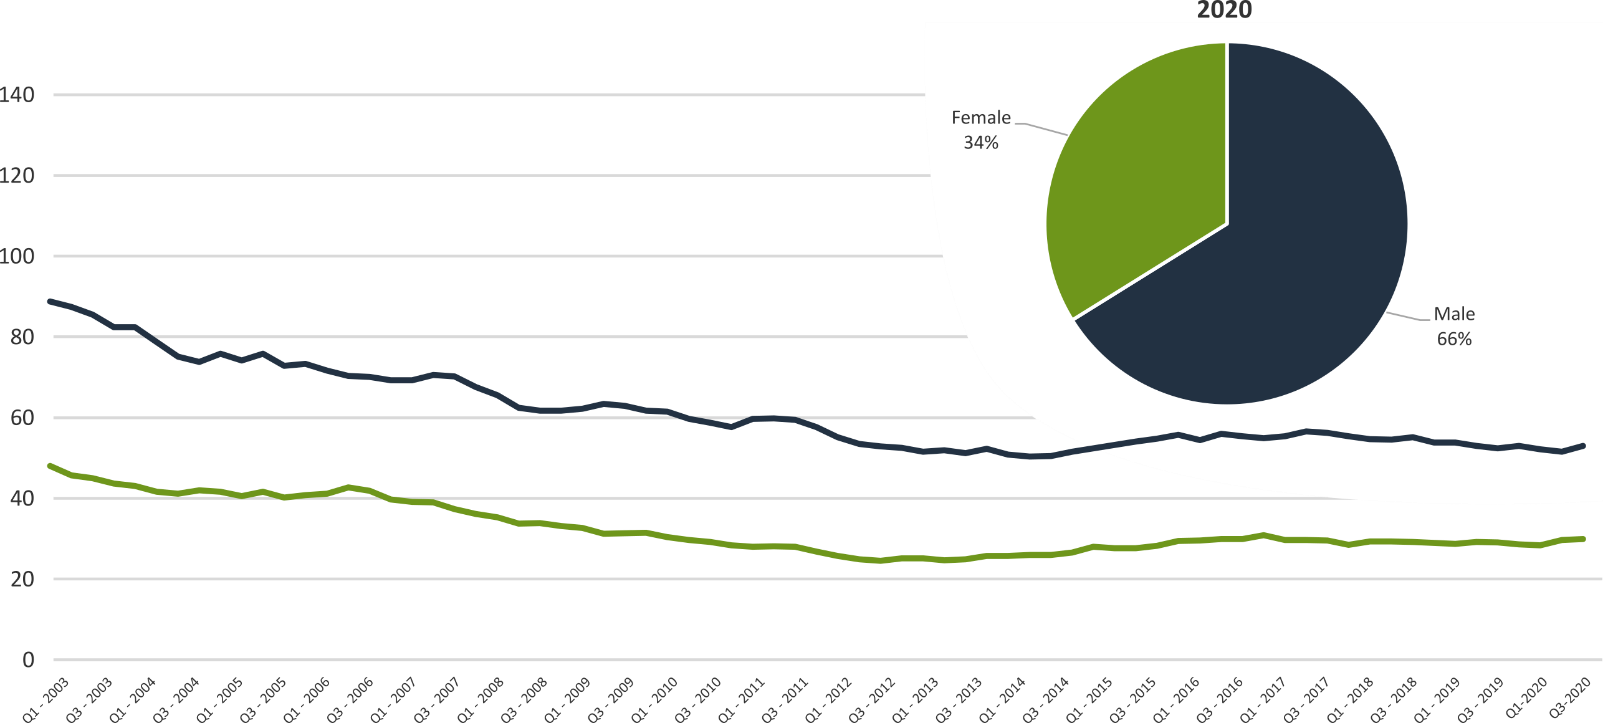 2020
140
120
100
80
60
40
20
0
Female
34%
Male
66%
Q1 - 2003
Q3 - 2003
Q1 - 2004
Q3 - 2004
Q1 - 2005
Q3 - 2005
Q1 - 2006
Q3 - 2006
Q1 - 2007
Q3 - 2007
Q1 - 2008
Q3 - 2008
Q1 - 2009
Q3 - 2009
Q1 - 2010
Q3 - 2010
Q1 - 2011
Q3 - 2011
Q1 - 2012
Q3 - 2012
Q1 - 2013
Q3 - 2013
Q1 - 2014
Q3 - 2014
Q1 - 2015
Q3 - 2015
Q1 - 2016
Q3 - 2016
Q1 - 2017
Q3 - 2017
Q1 - 2018
Q3 - 2018
Q1 - 2019
Q3 - 2019
Q1-2020
Q3-2020